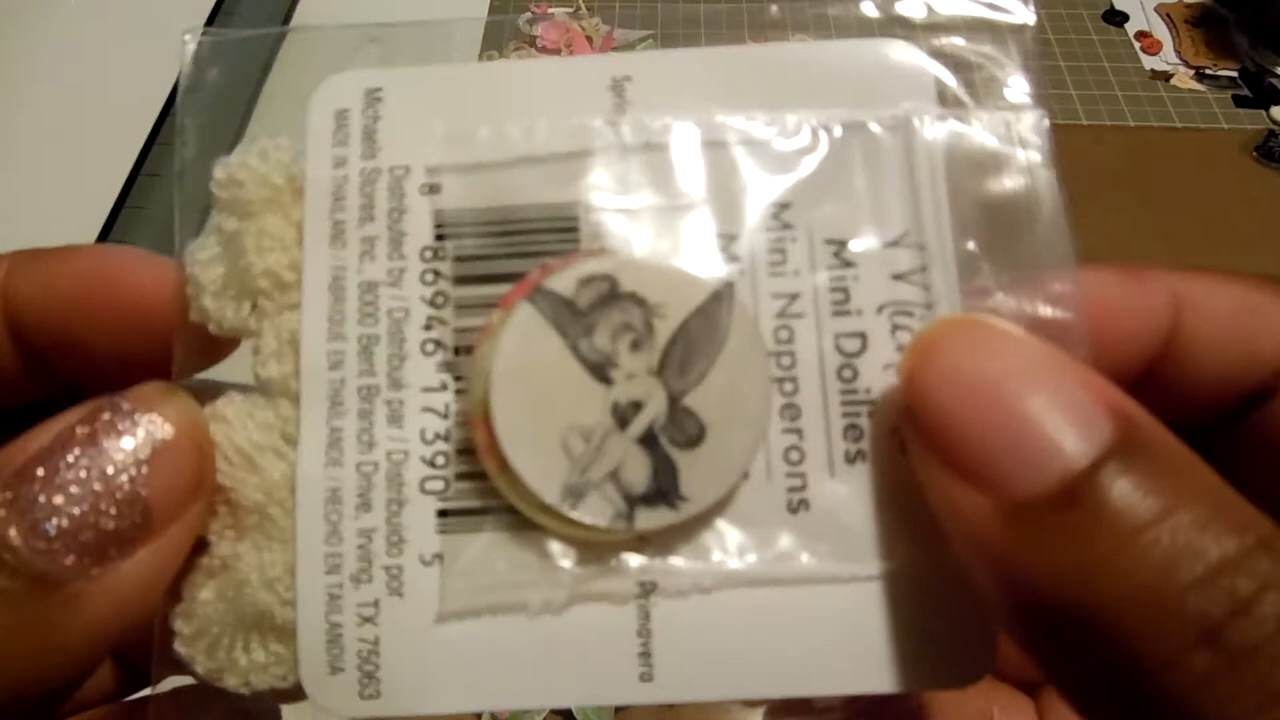 Mini Doilies
Mini Napperons
8 86946 17390 5
Distributed by / Distribué par / Distribuido por
Michaels Stores, Inc., 8000 Bent Branch Drive, Irving, TX 75063
MADE IN THAILAND / FABRIQUÉ EN THAÏLANDE / HECHO EN TAILANDIA
Primavera